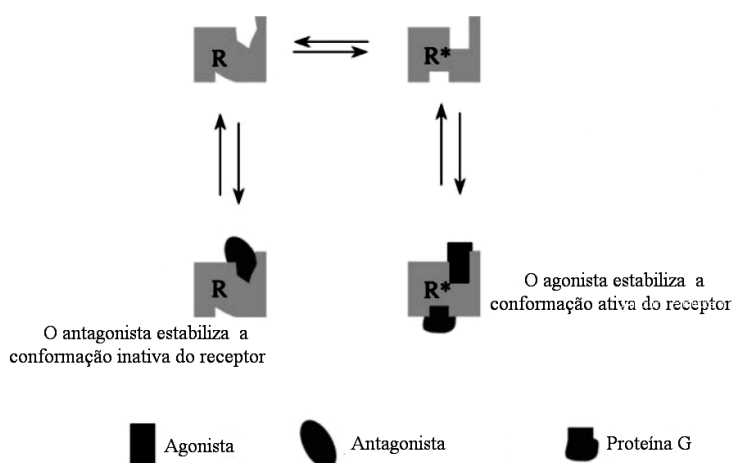 R
R*
R
R*
O agonista estabiliza a
conformação ativa do receptor
O antagonista estabiliza a
conformação inativa do receptor
Agonista
Antagonista
Proteína G